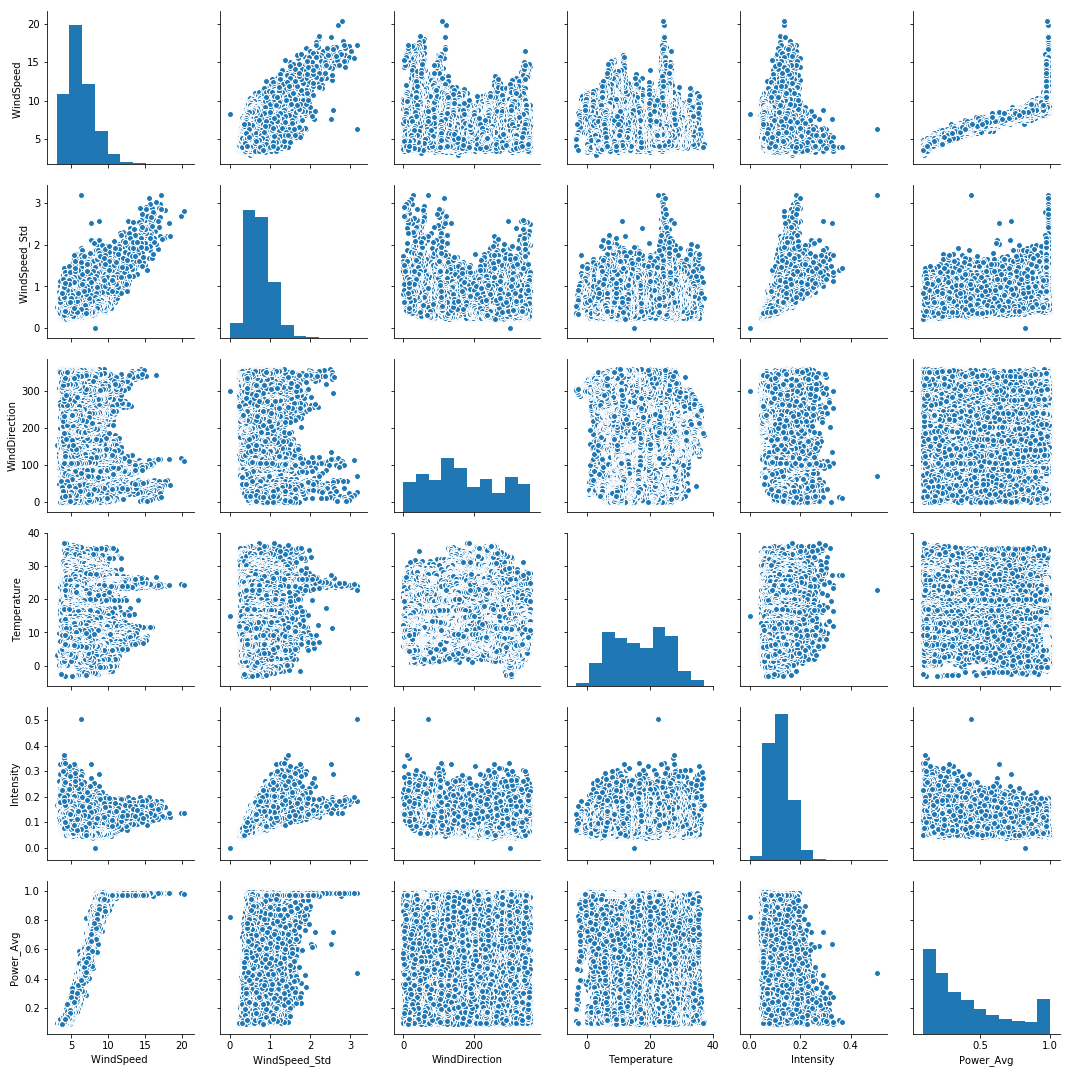 20
15
10
5
WindSpeed
3
2
1
0
WindSpeed_Std
300
200
100
0
WindDirection
40
30
20
10
0
Temperature
0.5
0.4
0.3
0.2
0.1
0.0
Intensity
1.0
0.8
0.6
0.4
0.2
Power_Avg
5 10 15 20
0 1 2 3
0 200
0 20 40
0.0 0.2 0.4
0.5 1.0
WindSpeed WindSpeed_Std WindDirection Temperature Intensity Power_Avg